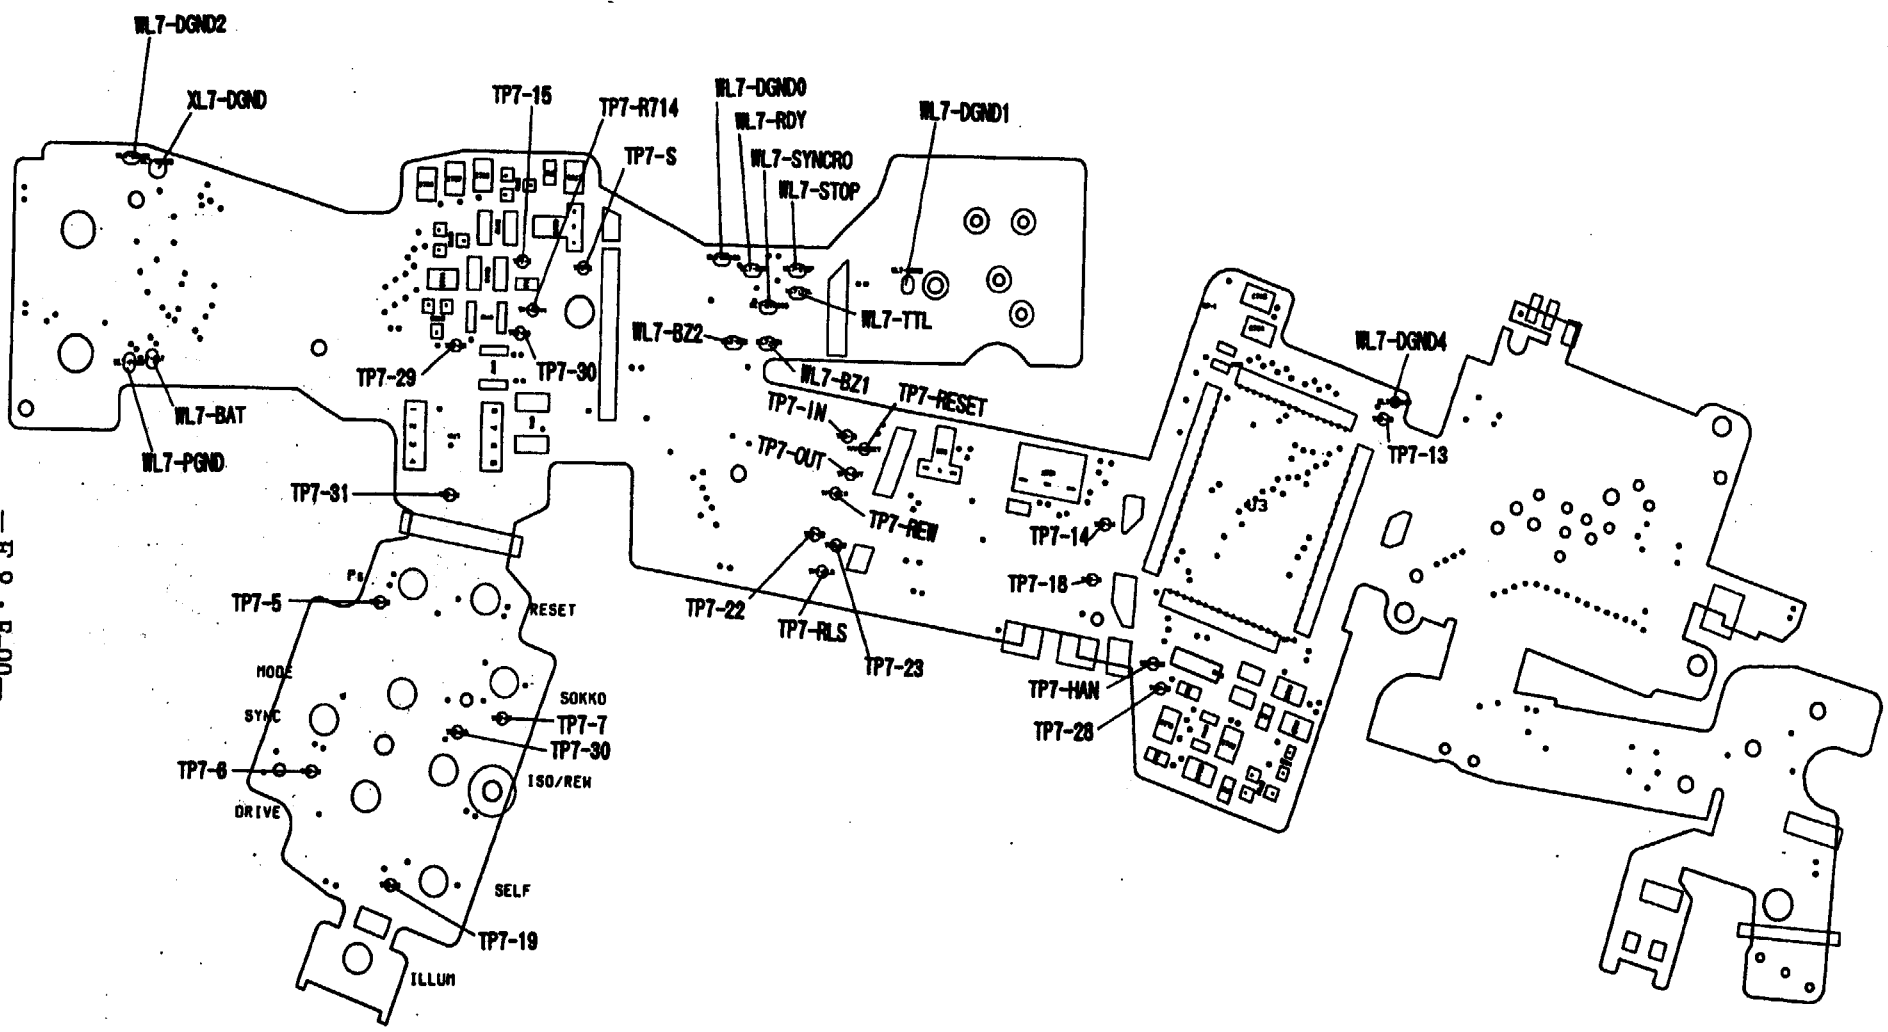 WL7-DGND2
XL7-DGND
TP7-15
TP7-R714
TP7-S
WL7-DGND0
WL7-RDY
WL7-SYNCRO
WL7-STOP
WL7-DGND1
WL7-TTL
WL7-BZ2
WL7-BZ1
WL7-DGND4
TP7-13
TP7-29
TP7-30
WL7-BAT
WL7-PGND
TP7-31
TP7-IN
TP7-RESET
TP7-OUT
TP7-REW
TP7-14
U3
TP7-18
TP7-22
TP7-RLS
TP7-23
TP7-HAN
TP7-28
TP7-5
RESET
MODE
SYNC
SOKKO
TP7-7
TP7-30
TP7-6
ISO/REW
DRIVE
SELF
TP7-19
ILLUM